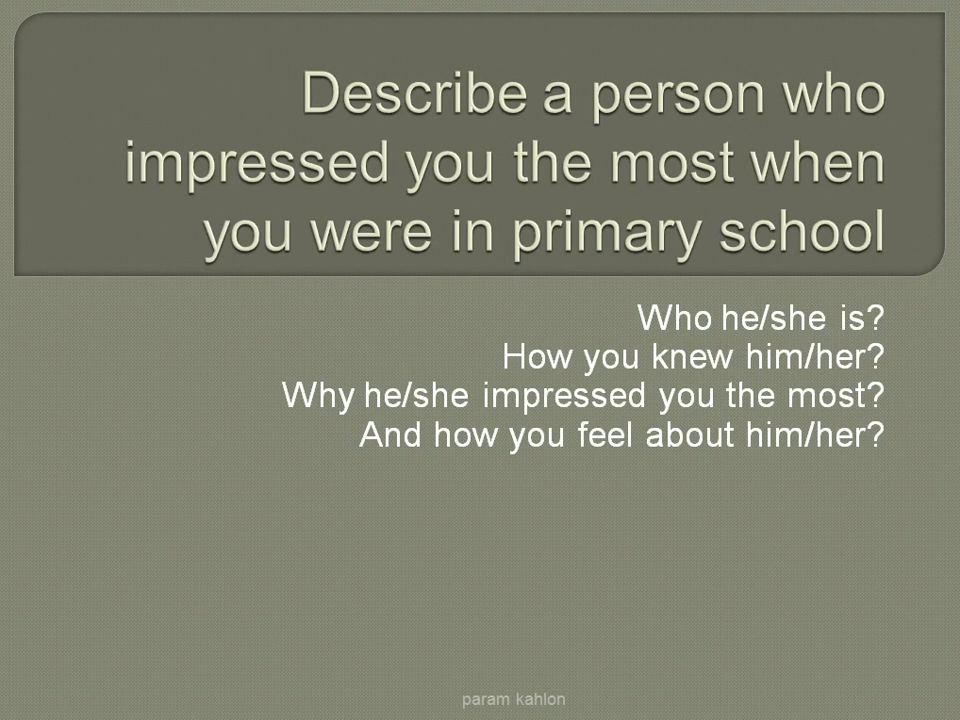 Describe a person who
impressed you the most when
you were in primary school
Who he/she is?
How you knew him/her?
Why he/she impressed you the most?
And how you feel about him/her?
param kahlon